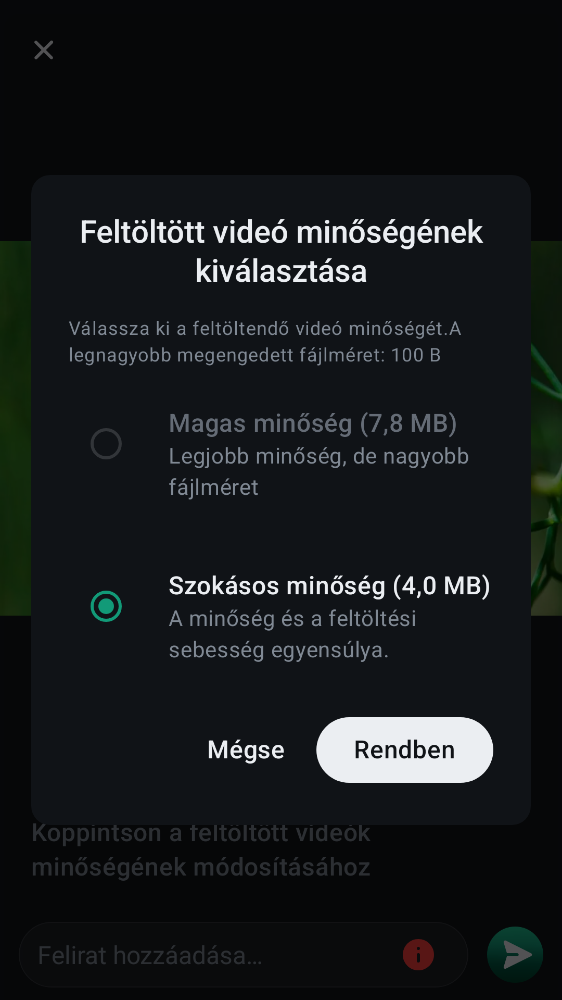 Feltöltött videó minőségének
kiválasztása
Válassza ki a feltöltendő videó minőségét.A
legnagyobb megengedett fájlméret: 100 B
Magas minőség (7,8 MB)
Legjobb minőség, de nagyobb
fájlméret
Szokásos minőség (4,0 MB)
A minőség és a feltöltési
sebesség egyensúlya.
Mégse
Rendben
Koppintson a feltöltött videók
minőségének módosításához
Felirat hozzáadása…